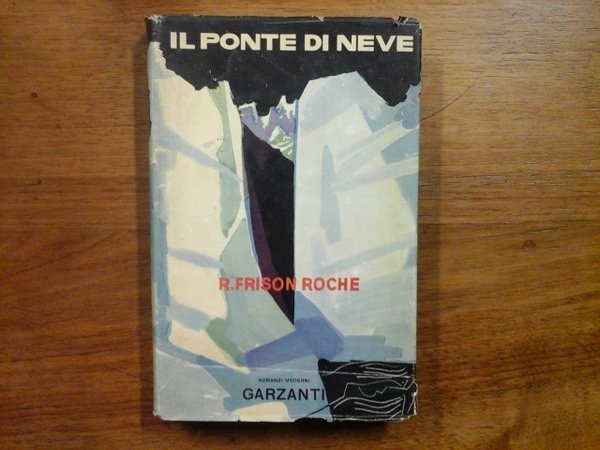 IL PONTE DI NEVE
R.FRISON ROCHE
ROMANZI MODERNI
GARZANTI